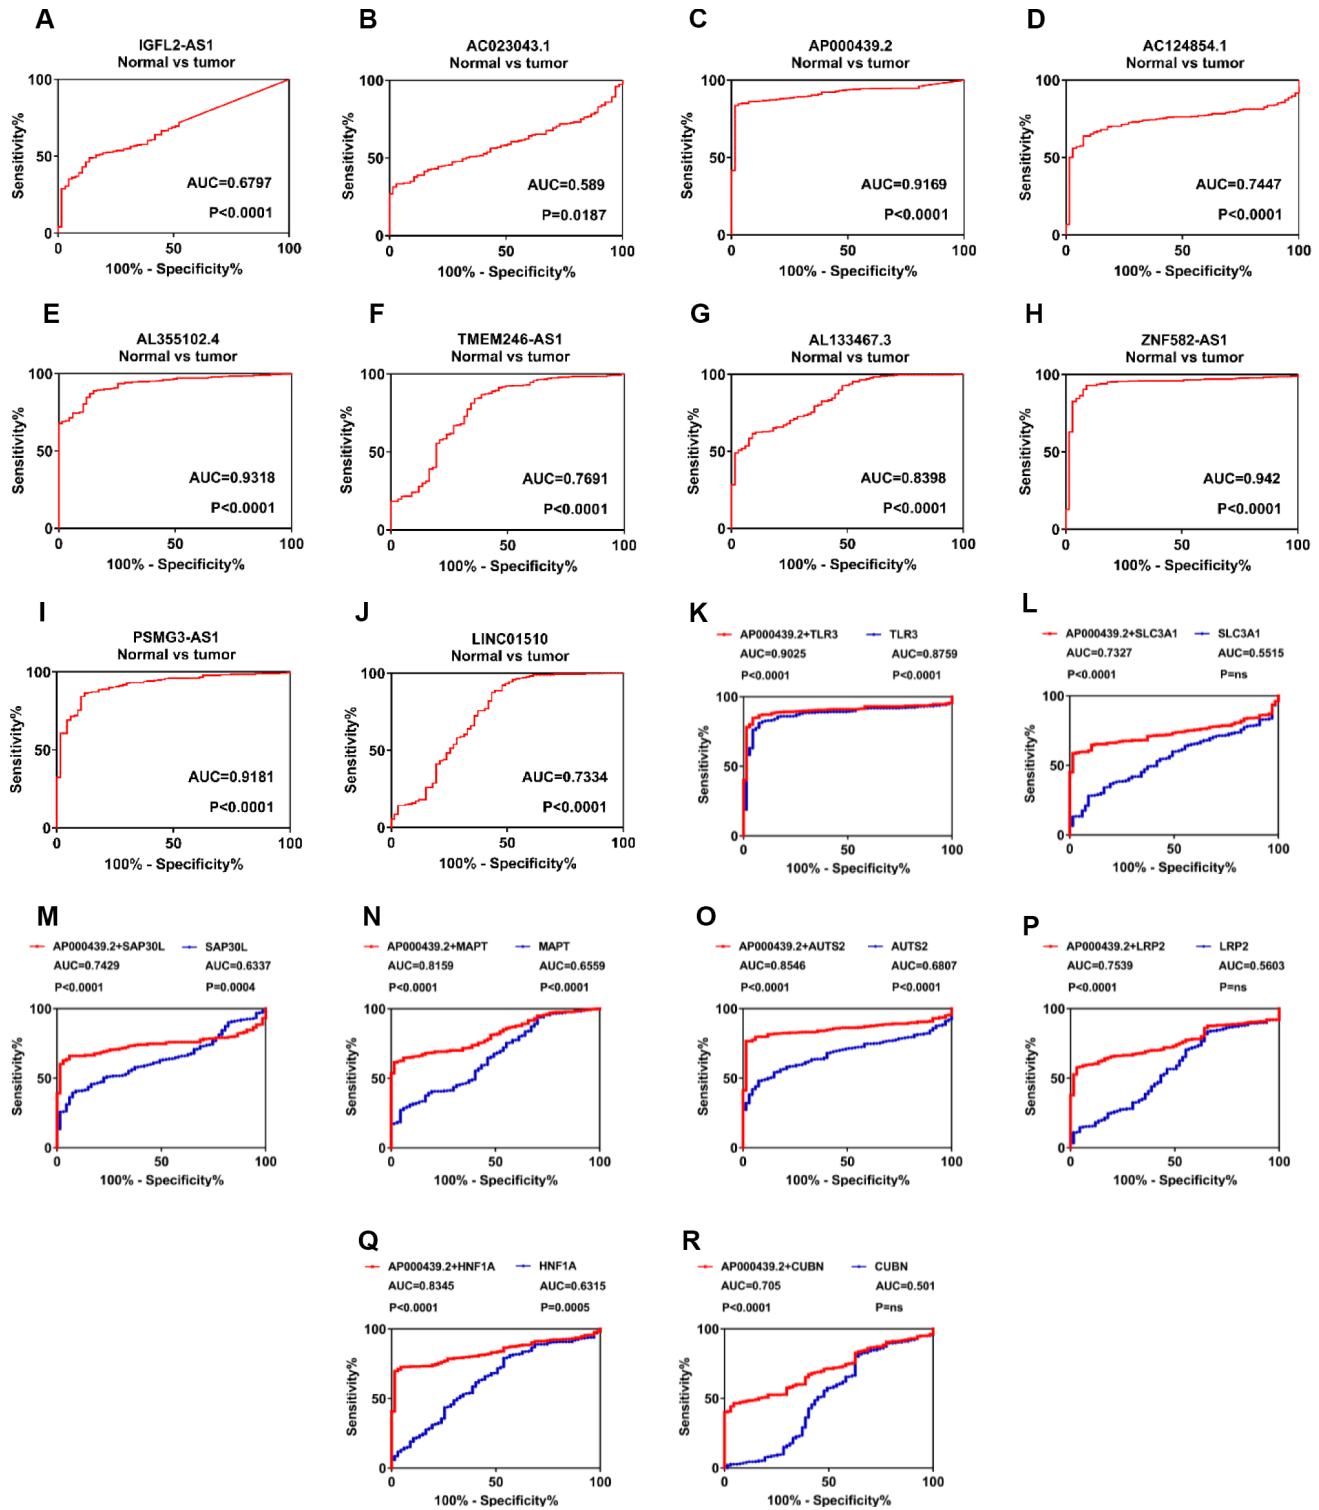 A
IGFL2-AS1
Normal vs tumor
Sensitivity%
100
50
0
AUC=0.6797
P<0.0001
0 50 100
100% - Specificity%
B
AC023043.1
Normal vs tumor
Sensitivity%
100
50
0
AUC=0.589
P=0.0187
0 50 100
100% - Specificity%
C
AP000439.2
Normal vs tumor
Sensitivity%
100
50
0
AUC=0.9169
P<0.0001
0 50 100
100% - Specificity%
D
AC124854.1
Normal vs tumor
Sensitivity%
100
50
0
AUC=0.7447
P<0.0001
0 50 100
100% - Specificity%
E
AL355102.4
Normal vs tumor
Sensitivity%
100
50
0
AUC=0.9318
P<0.0001
0 50 100
100% - Specificity%
F
TMEM246-AS1
Normal vs tumor
Sensitivity%
100
50
0
AUC=0.7691
P<0.0001
0 50 100
100% - Specificity%
G
AL133467.3
Normal vs tumor
Sensitivity%
100
50
0
AUC=0.8398
P<0.0001
0 50 100
100% - Specificity%
H
ZNF582-AS1
Normal vs tumor
Sensitivity%
100
50
0
AUC=0.942
P<0.0001
0 50 100
100% - Specificity%
I
PSMG3-AS1
Normal vs tumor
Sensitivity%
100
50
0
AUC=0.9181
P<0.0001
0 50 100
100% - Specificity%
J
LINC01510
Normal vs tumor
Sensitivity%
100
50
0
AUC=0.7334
P<0.0001
0 50 100
100% - Specificity%
K
AP000439.2+TLR3 TLR3
AUC=0.9025 AUC=0.8759
P<0.0001 P<0.0001
Sensitivity%
100
50
0
0 50 100
100% - Specificity%
L
AP000439.2+SLC3A1 SLC3A1
AUC=0.7327 AUC=0.5515
P<0.0001 P=ns
Sensitivity%
100
50
0
0 50 100
100% - Specificity%
M
AP000439.2+SAP30L SAP30L
AUC=0.7429 AUC=0.6337
P<0.0001 P=0.0004
Sensitivity%
100
50
0
0 50 100
100% - Specificity%
N
AP000439.2+MAPT MAPT
AUC=0.8159 AUC=0.6559
P<0.0001 P<0.0001
Sensitivity%
100
50
0
0 50 100
100% - Specificity%
O
AP000439.2+AUTS2 AUTS2
AUC=0.8546 AUC=0.6807
P<0.0001 P<0.0001
Sensitivity%
100
50
0
0 50 100
100% - Specificity%
P
AP000439.2+LRP2 LRP2
AUC=0.7539 AUC=0.5603
P<0.0001 P=ns
Sensitivity%
100
50
0
0 50 100
100% - Specificity%
Q
AP000439.2+HNF1A HNF1A
AUC=0.8345 AUC=0.6315
P<0.0001 P=0.0005
Sensitivity%
100
50
0
0 50 100
100% - Specificity%
R
AP000439.2+CUBN CUBN
AUC=0.705 AUC=0.501
P<0.0001 P=ns
Sensitivity%
100
50
0
0 50 100
100% - Specificity%